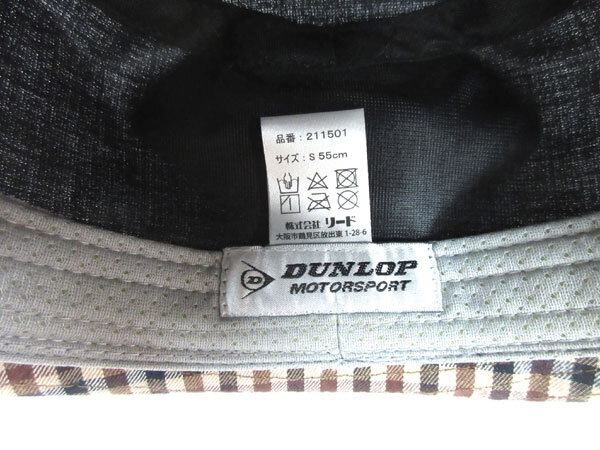 品番：211501
サイズ：S 55cm
株式会社 リード
大阪市鶴見区放出東1-28-6
D DUNLOP
MOTORSPORT